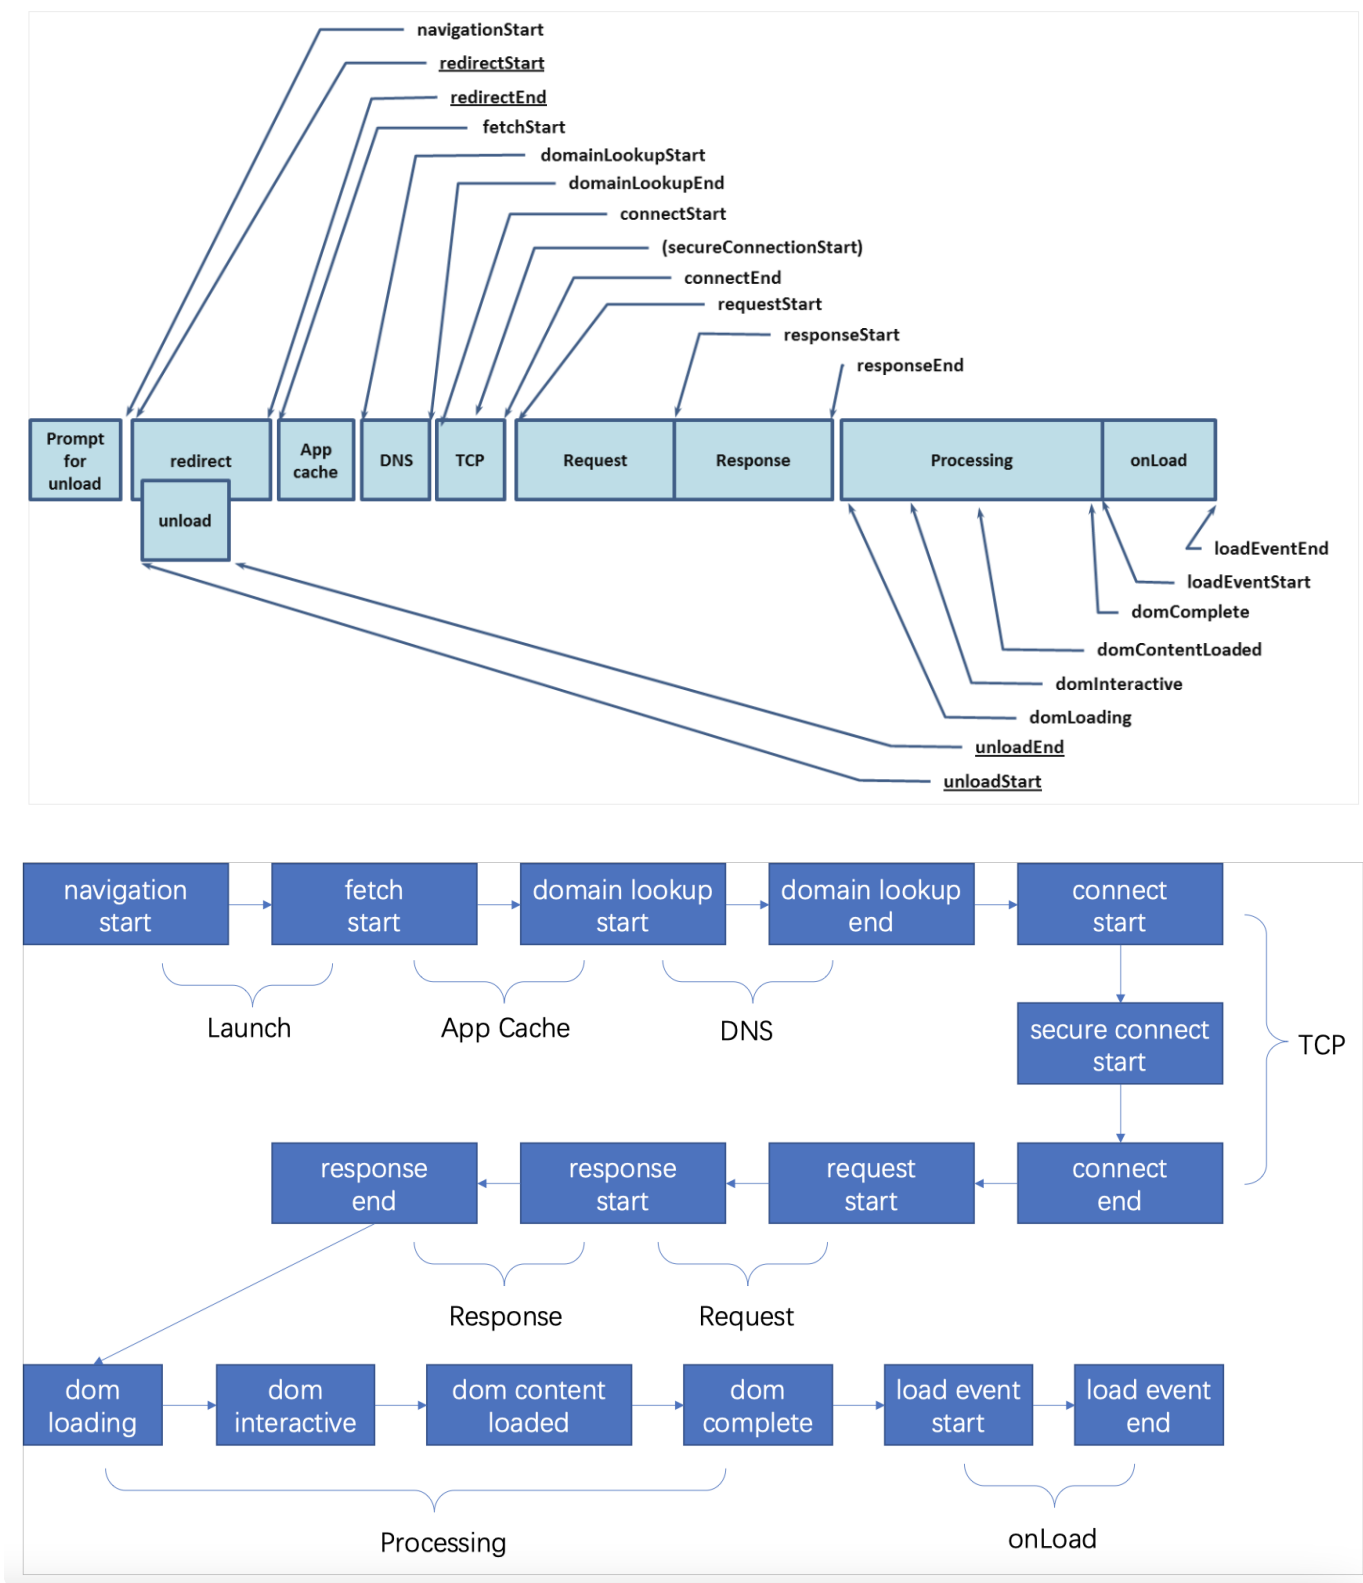 navigationStart
redirectStart
redirectEnd
fetchStart
domainLookupStart
domainLookupEnd
connectStart
(secureConnectionStart)
connectEnd
requestStart
responseStart
responseEnd
Prompt
for
unload
redirect
unload
App
cache
DNS
TCP
Request
Response
Processing
onLoad
loadEventEnd
loadEventStart
domComplete
domContentLoaded
domInteractive
domLoading
unloadEnd
unloadStart
navigation
start
fetch
start
domain lookup
start
domain lookup
end
connect
start
Launch
App Cache
DNS
secure connect
start
TCP
response
end
response
start
request
start
connect
end
Response
Request
dom
loading
dom
interactive
dom content
loaded
dom
complete
load event
start
load event
end
Processing
onLoad